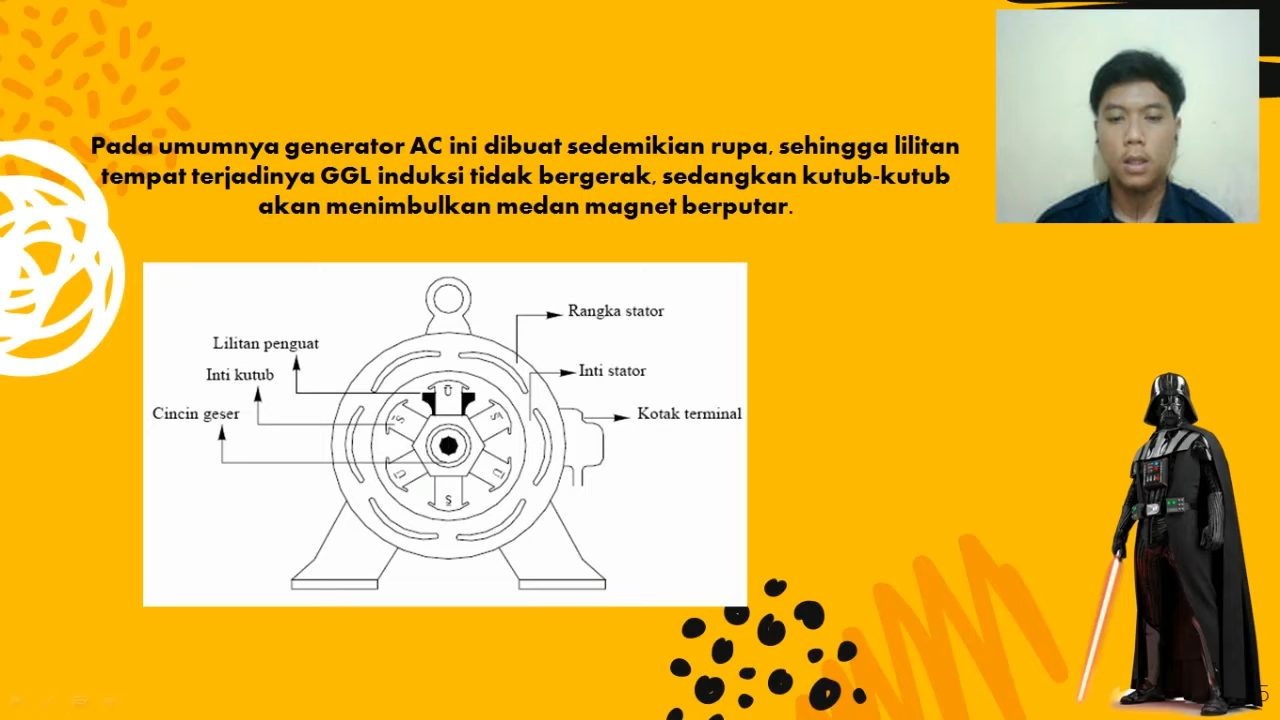 Pada umumnya generator AC ini dibuat sedemikian rupa, sehingga lilitan
tempat terjadinya GGL induksi tidak bergerak, sedangkan kutub-kutub
akan menimbulkan medan magnet berputar.
Rangka stator
Lilitan penguat
Inti kutub
Inti stator
Cincin geser
Kotak terminal
U
S
S
U
U
S
5